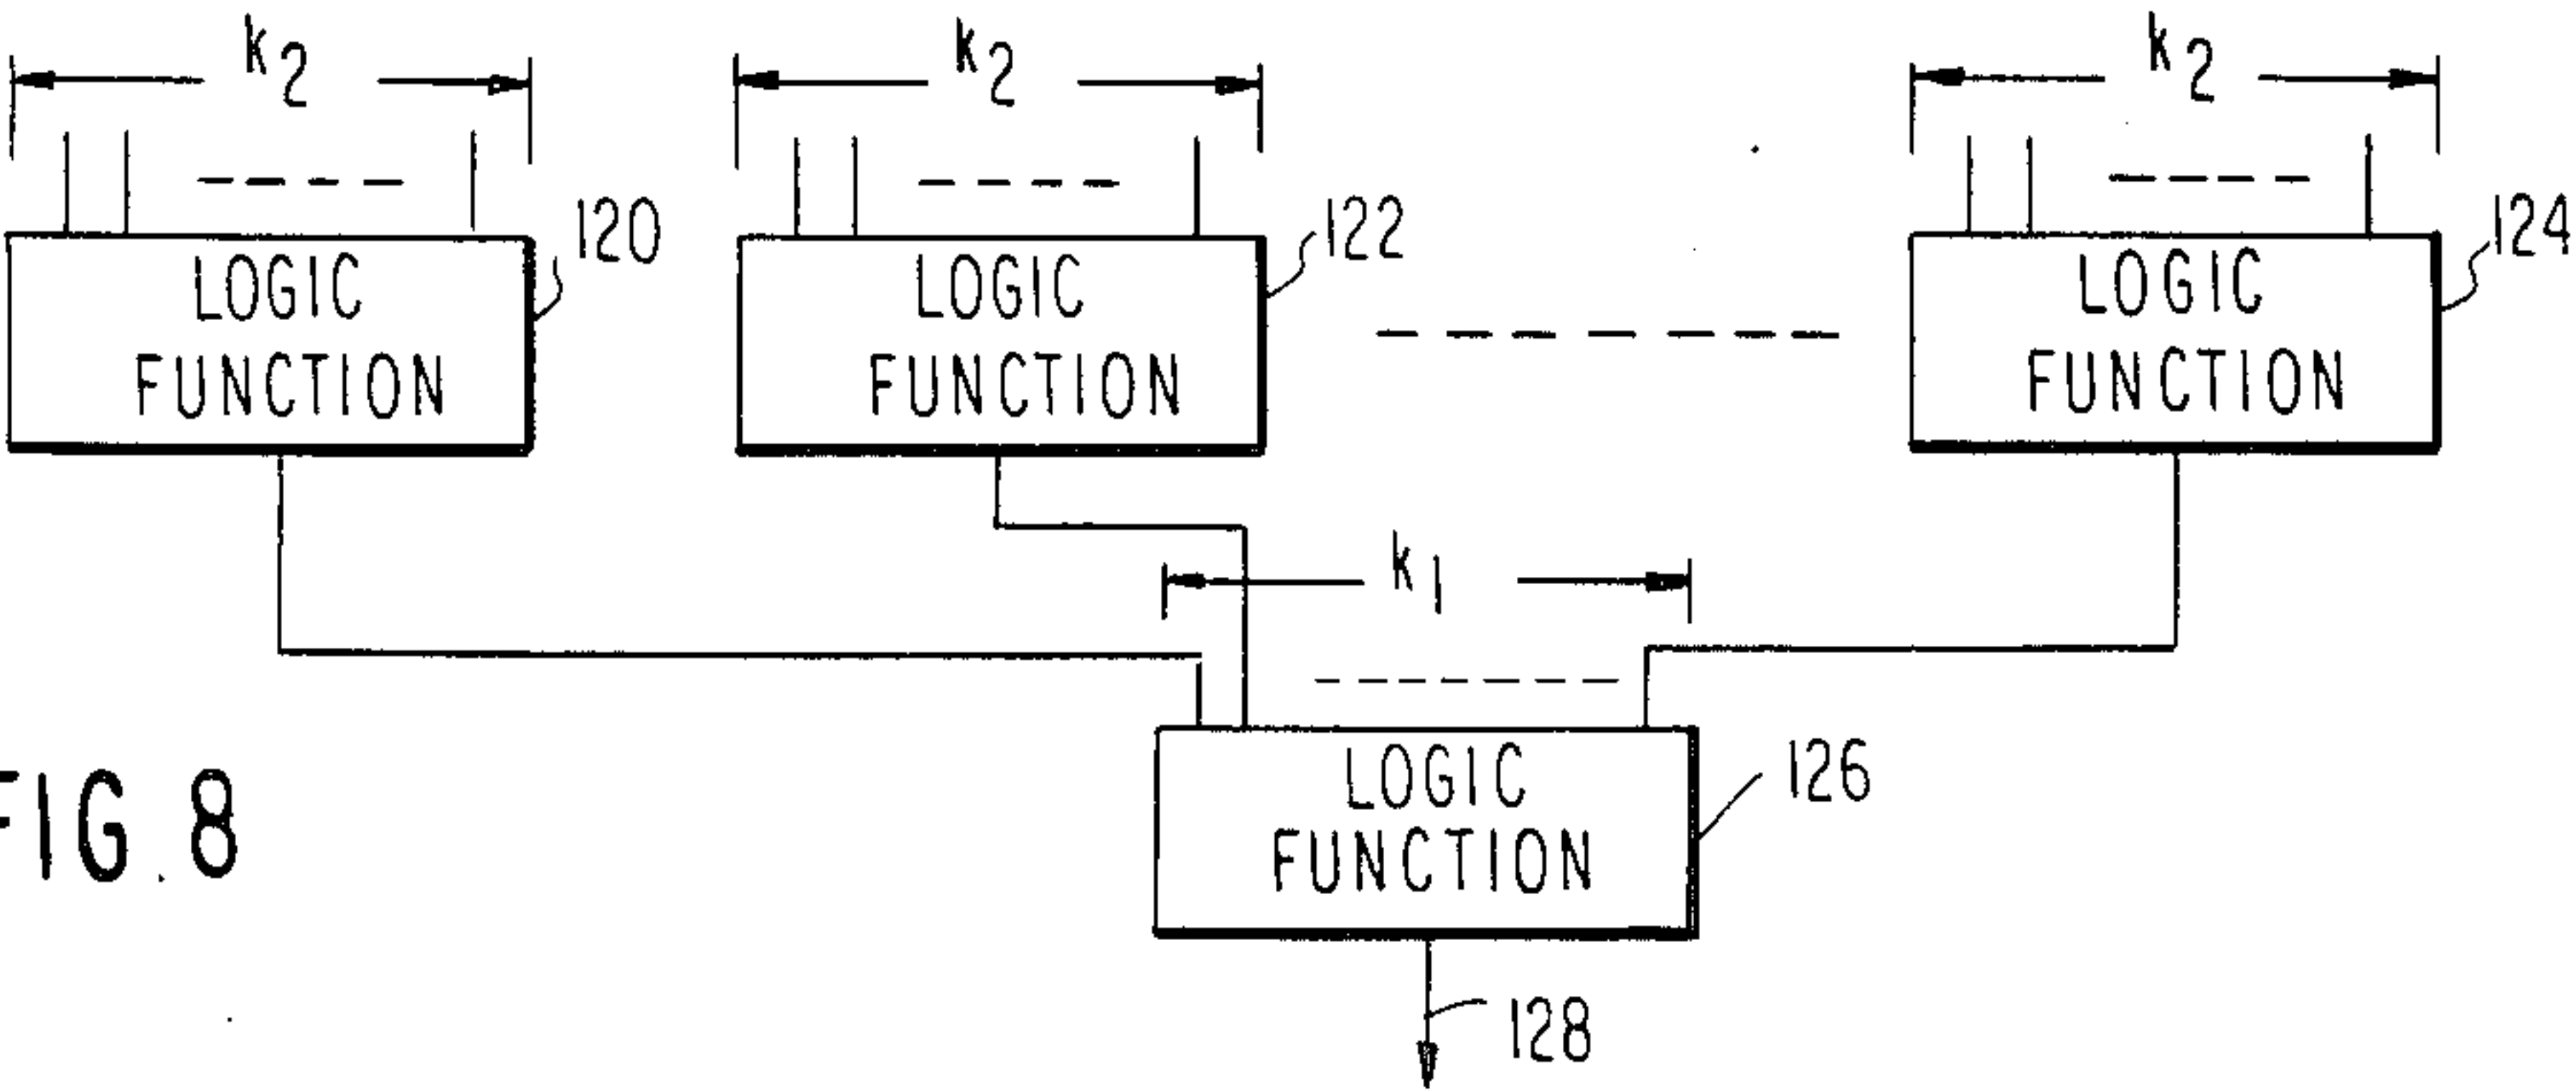 k2 k2 k2
120 122 124
LOGIC FUNCTION
LOGIC FUNCTION
LOGIC FUNCTION
k1
LOGIC FUNCTION
126
FIG. 8
128